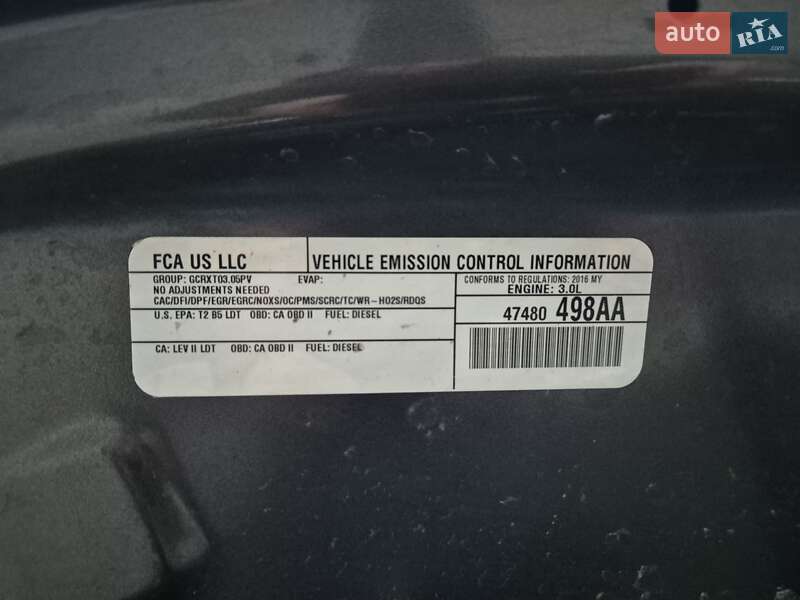 auto RIA.com
FCA US LLC
VEHICLE EMISSION CONTROL INFORMATION
GROUP: GCRXT03.05PV EVAP:
NO ADJUSTMENTS NEEDED
CAC/DFI/DPF/EGR/EGRC/NOXS/OC/PMS/SCRC/TC/WR-HO2S/RDQS
CONFORMS TO REGULATIONS: 2016 MY
ENGINE: 3.0L
U.S. EPA: T2 B5 LDT OBD: CA OBD II FUEL: DIESEL
47480 498AA
CA: LEV II LDT OBD: CA OBD II FUEL: DIESEL